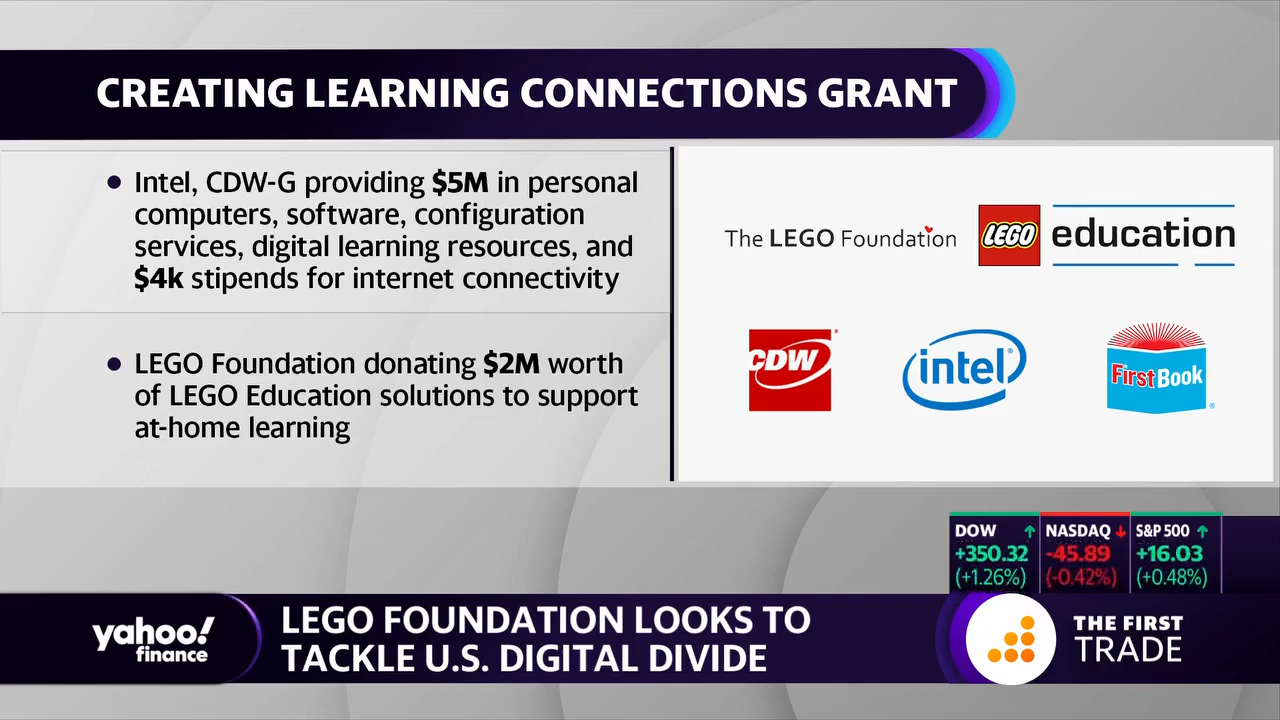 CREATING LEARNING CONNECTIONS GRANT
• Intel, CDW-G providing $5M in personal
computers, software, configuration
services, digital learning resources, and
$4k stipends for internet connectivity
• LEGO Foundation donating $2M worth
of LEGO Education solutions to support
at-home learning
The LEGO Foundation
LEGO education
CDW
intel
First Book
DOW
+350.32
(+1.26%)
NASDAQ
-45.89
(-0.42%)
S&P 500
+16.03
(+0.48%)
yahoo!
finance
LEGO FOUNDATION LOOKS TO
TACKLE U.S. DIGITAL DIVIDE
THE FIRST
TRADE